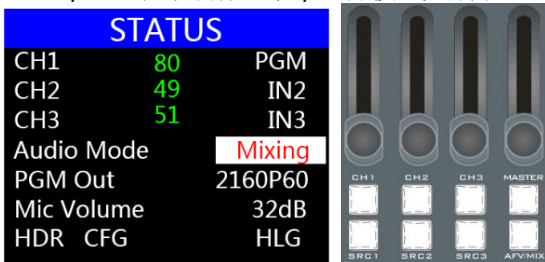 STATUS
CH1 80 PGM
CH2 49 IN2
CH3 51 IN3
Audio Mode Mixing
PGM Out 2160P60
Mic Volume 32dB
HDR CFG HLG
CH1 CH2 CH3 MASTER
SRC1 SRC2 SRC3 AFV/MIX